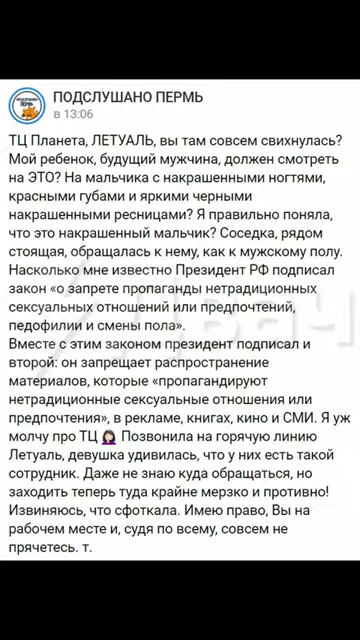 ПОДСЛУШАНО ПЕРМЬ
в 13:06
ТЦ Планета, ЛЕТУАЛЬ, вы там совсем свихнулась?
Мой ребенок, будущий мужчина, должен смотреть
на ЭТО? На мальчика с накрашенными ногтями,
красными губами и яркими черными
накрашенными ресницами? Я правильно поняла,
что это накрашенный мальчик? Соседка, рядом
стоящая, обращалась к нему, как к мужскому полу.
Насколько мне известно Президент РФ подписал
закон «о запрете пропаганды нетрадиционных
сексуальных отношений или предпочтений,
педофилии и смены пола».
Вместе с этим законом президент подписал и
второй: он запрещает распространение
материалов, которые «пропагандируют
нетрадиционные сексуальные отношения или
предпочтения», в рекламе, книгах, кино и СМИ. Я уж
молчу про ТЦ 🤦🏻‍♀️ Позвонила на горячую линию
Летуаль, девушка удивилась, что у них есть такой
сотрудник. Даже не знаю куда обращаться, но
заходить теперь туда крайне мерзко и противно!
Извиняюсь, что сфоткала. Имею право, Вы на
рабочем месте и, судя по всему, совсем не
прячетесь. т.